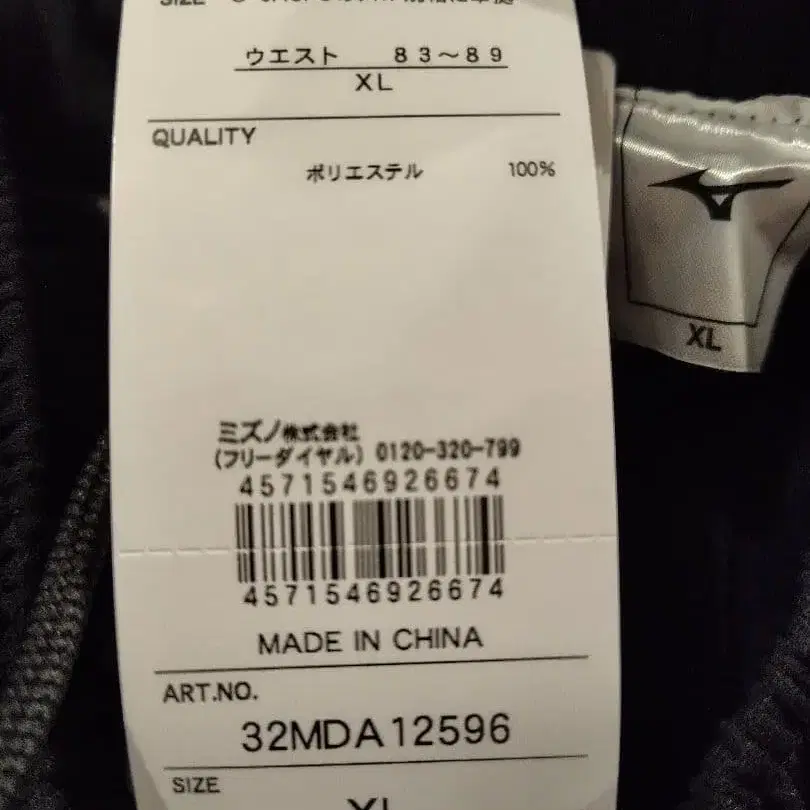 SIZE
ウエスト 83～89
XL
QUALITY
ポリエステル 100%
ミズノ株式会社
(フリーダイヤル) 0120-320-799
4571546926674
4571546926674
MADE IN CHINA
ART.NO.
32MDA12596
SIZE
XL
XL